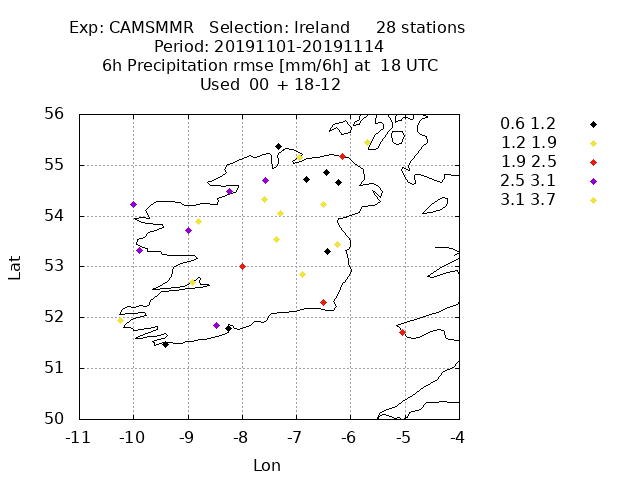 Exp: CAMSMMR   Selection: Ireland     28 stations
Period: 20191101-20191114
6h Precipitation rmse [mm/6h] at  18 UTC
Used  00 + 18-12
0.6 1.2
1.2 1.9
1.9 2.5
2.5 3.1
3.1 3.7
56
55
54
53
52
51
50
Lat
-11 -10 -9 -8 -7 -6 -5 -4
Lon